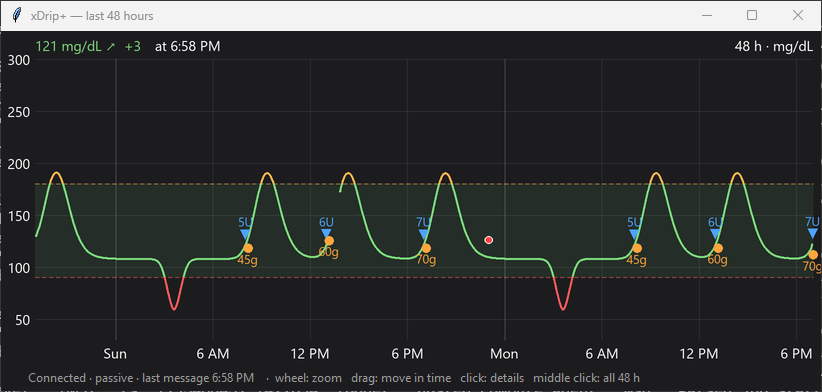 xDrip+ — last 48 hours
121 mg/dL ↗ +3 at 6:58 PM 48 h · mg/dL
300
250
200
150
5U 6U 7U 5U 6U 7U
45g 60g 70g 45g 60g 70g
100
50
Sun 6 AM 12 PM 6 PM Mon 6 AM 12 PM 6 PM
Connected · passive · last message 6:58 PM · wheel: zoom drag: move in time click: details middle click: all 48 h